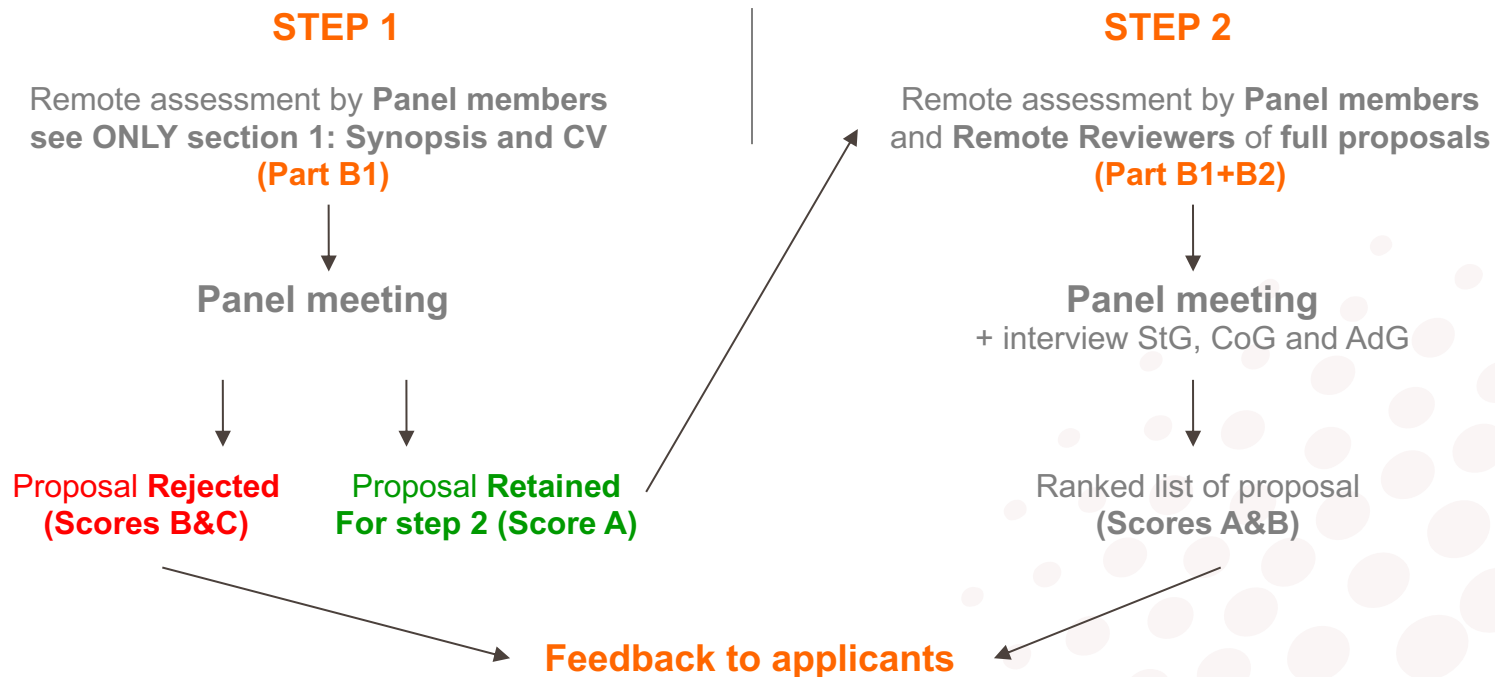 STEP 1
Remote assessment by Panel members
see ONLY section 1: Synopsis and CV
(Part B1)
Panel meeting
Proposal Rejected
(Scores B&C)
Proposal Retained
For step 2 (Score A)
STEP 2
Remote assessment by Panel members
and Remote Reviewers of full proposals
(Part B1+B2)
Panel meeting
+ interview StG, CoG and AdG
Ranked list of proposal
(Scores A&B)
Feedback to applicants